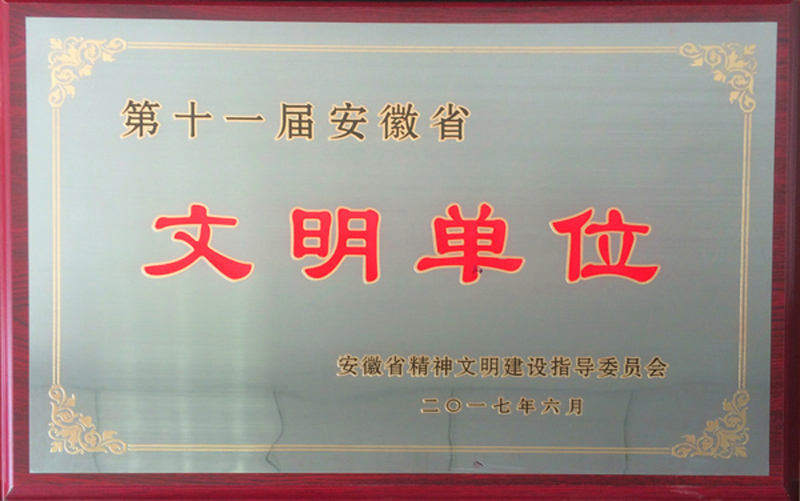 第十一届安徽省
文明单位
安徽省精神文明建设指导委员会
二〇一七年六月